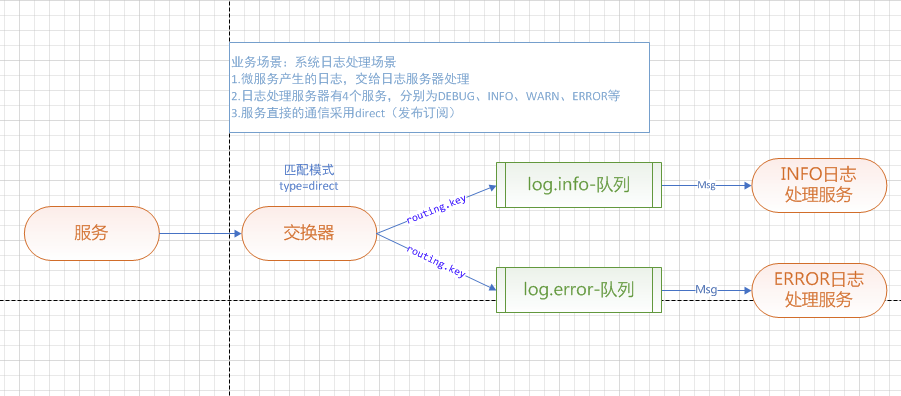 业务场景：系统日志处理场景
1.微服务产生的日志，交给日志服务器处理
2.日志处理服务器有4个服务，分别为DEBUG、INFO、WARN、ERROR等
3.服务直接的通信采用direct（发布订阅）
匹配模式
type=direct
服务
交换器
routing.key
log.info-队列
Msg
INFO日志
处理服务
routing.key
log.error-队列
Msg
ERROR日志
处理服务